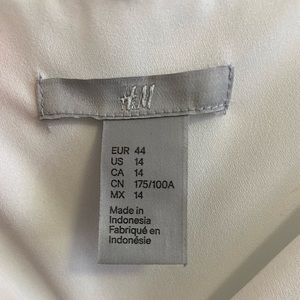 H&M
EUR 44
US 14
CA 14
CN 175/100A
MX 14
Made in
Indonesia
Fabriqué en
Indonésie